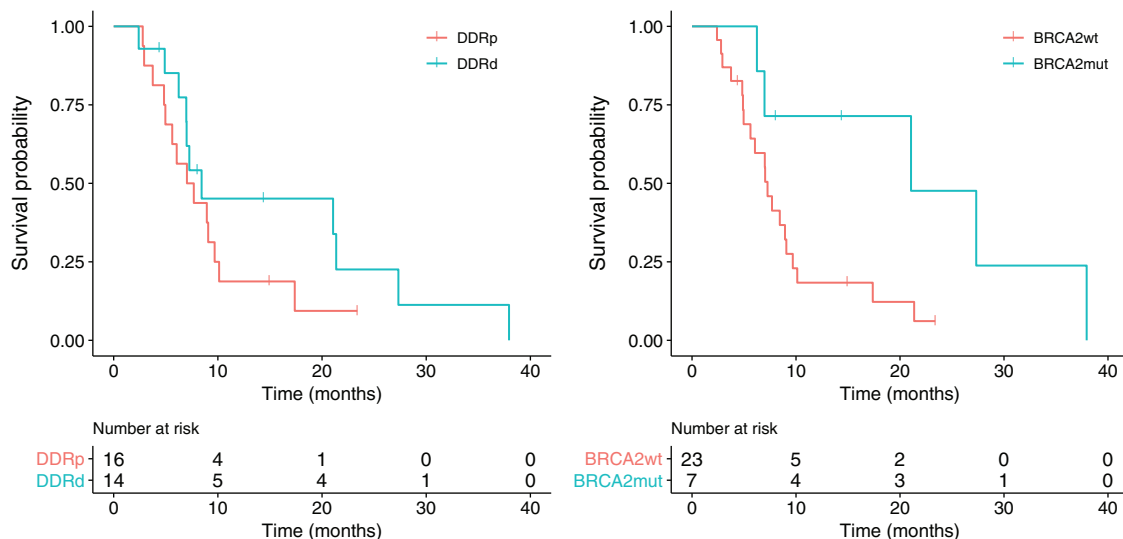 Survival probability
1.00
0.75
0.50
0.25
0.00
DDRp
DDRd
0 10 20 30 40
Time (months)
Number at risk
DDRp 16 4 1 0 0
DDRd 14 5 4 1 0
0 10 20 30 40
Time (months)
Survival probability
1.00
0.75
0.50
0.25
0.00
BRCA2wt
BRCA2mut
0 10 20 30 40
Time (months)
Number at risk
BRCA2wt 23 5 2 0 0
BRCA2mut 7 4 3 1 0
0 10 20 30 40
Time (months)